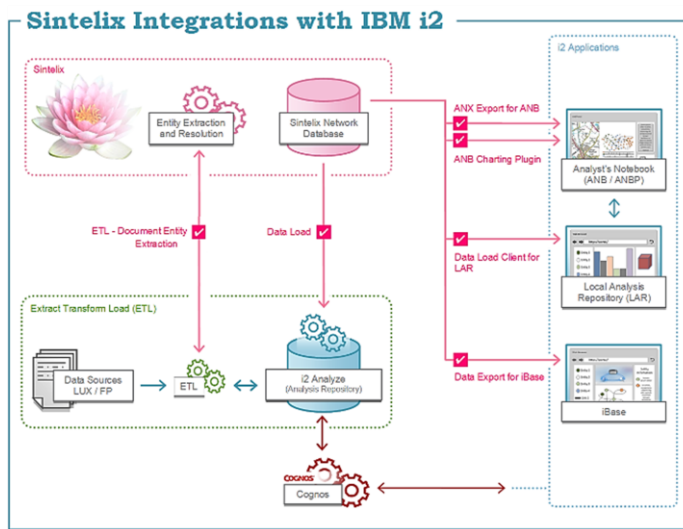 Sintelix Integrations with IBM i2
Sintelix
i2 Applications
Entity Extraction
and Resolution
Sintelix Network
Database
ANX Export for ANB
ANB Charting Plugin
Analyst's Notebook
(ANB / ANBP)
ETL - Document Entity
Extraction
Data Load
Data Load Client for
LAR
Local Analysis
Repository (LAR)
Extract Transform Load (ETL)
Data Sources
LUX / FP
ETL
i2 Analyze
(Analysis Repository)
Data Export for iBase
iBase
COGNOS
Cognos